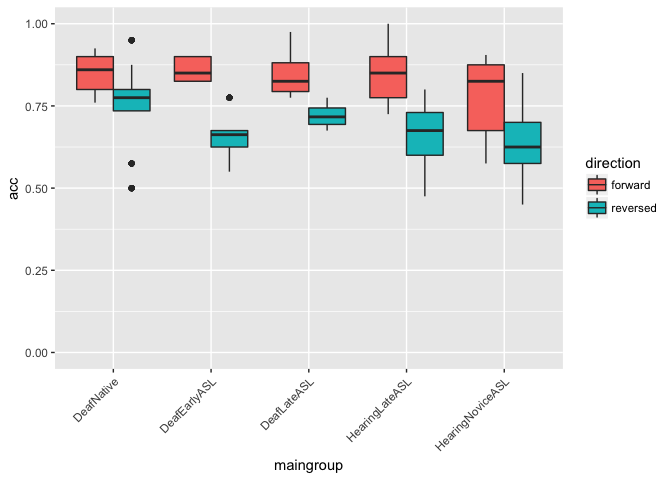 1.00
0.75
0.50
0.25
0.00
acc
DeafNative
DeafEarlyASL
DeafLateASL
HearingLateASL
HearingNoviceASL
maingroup
direction
forward
reversed